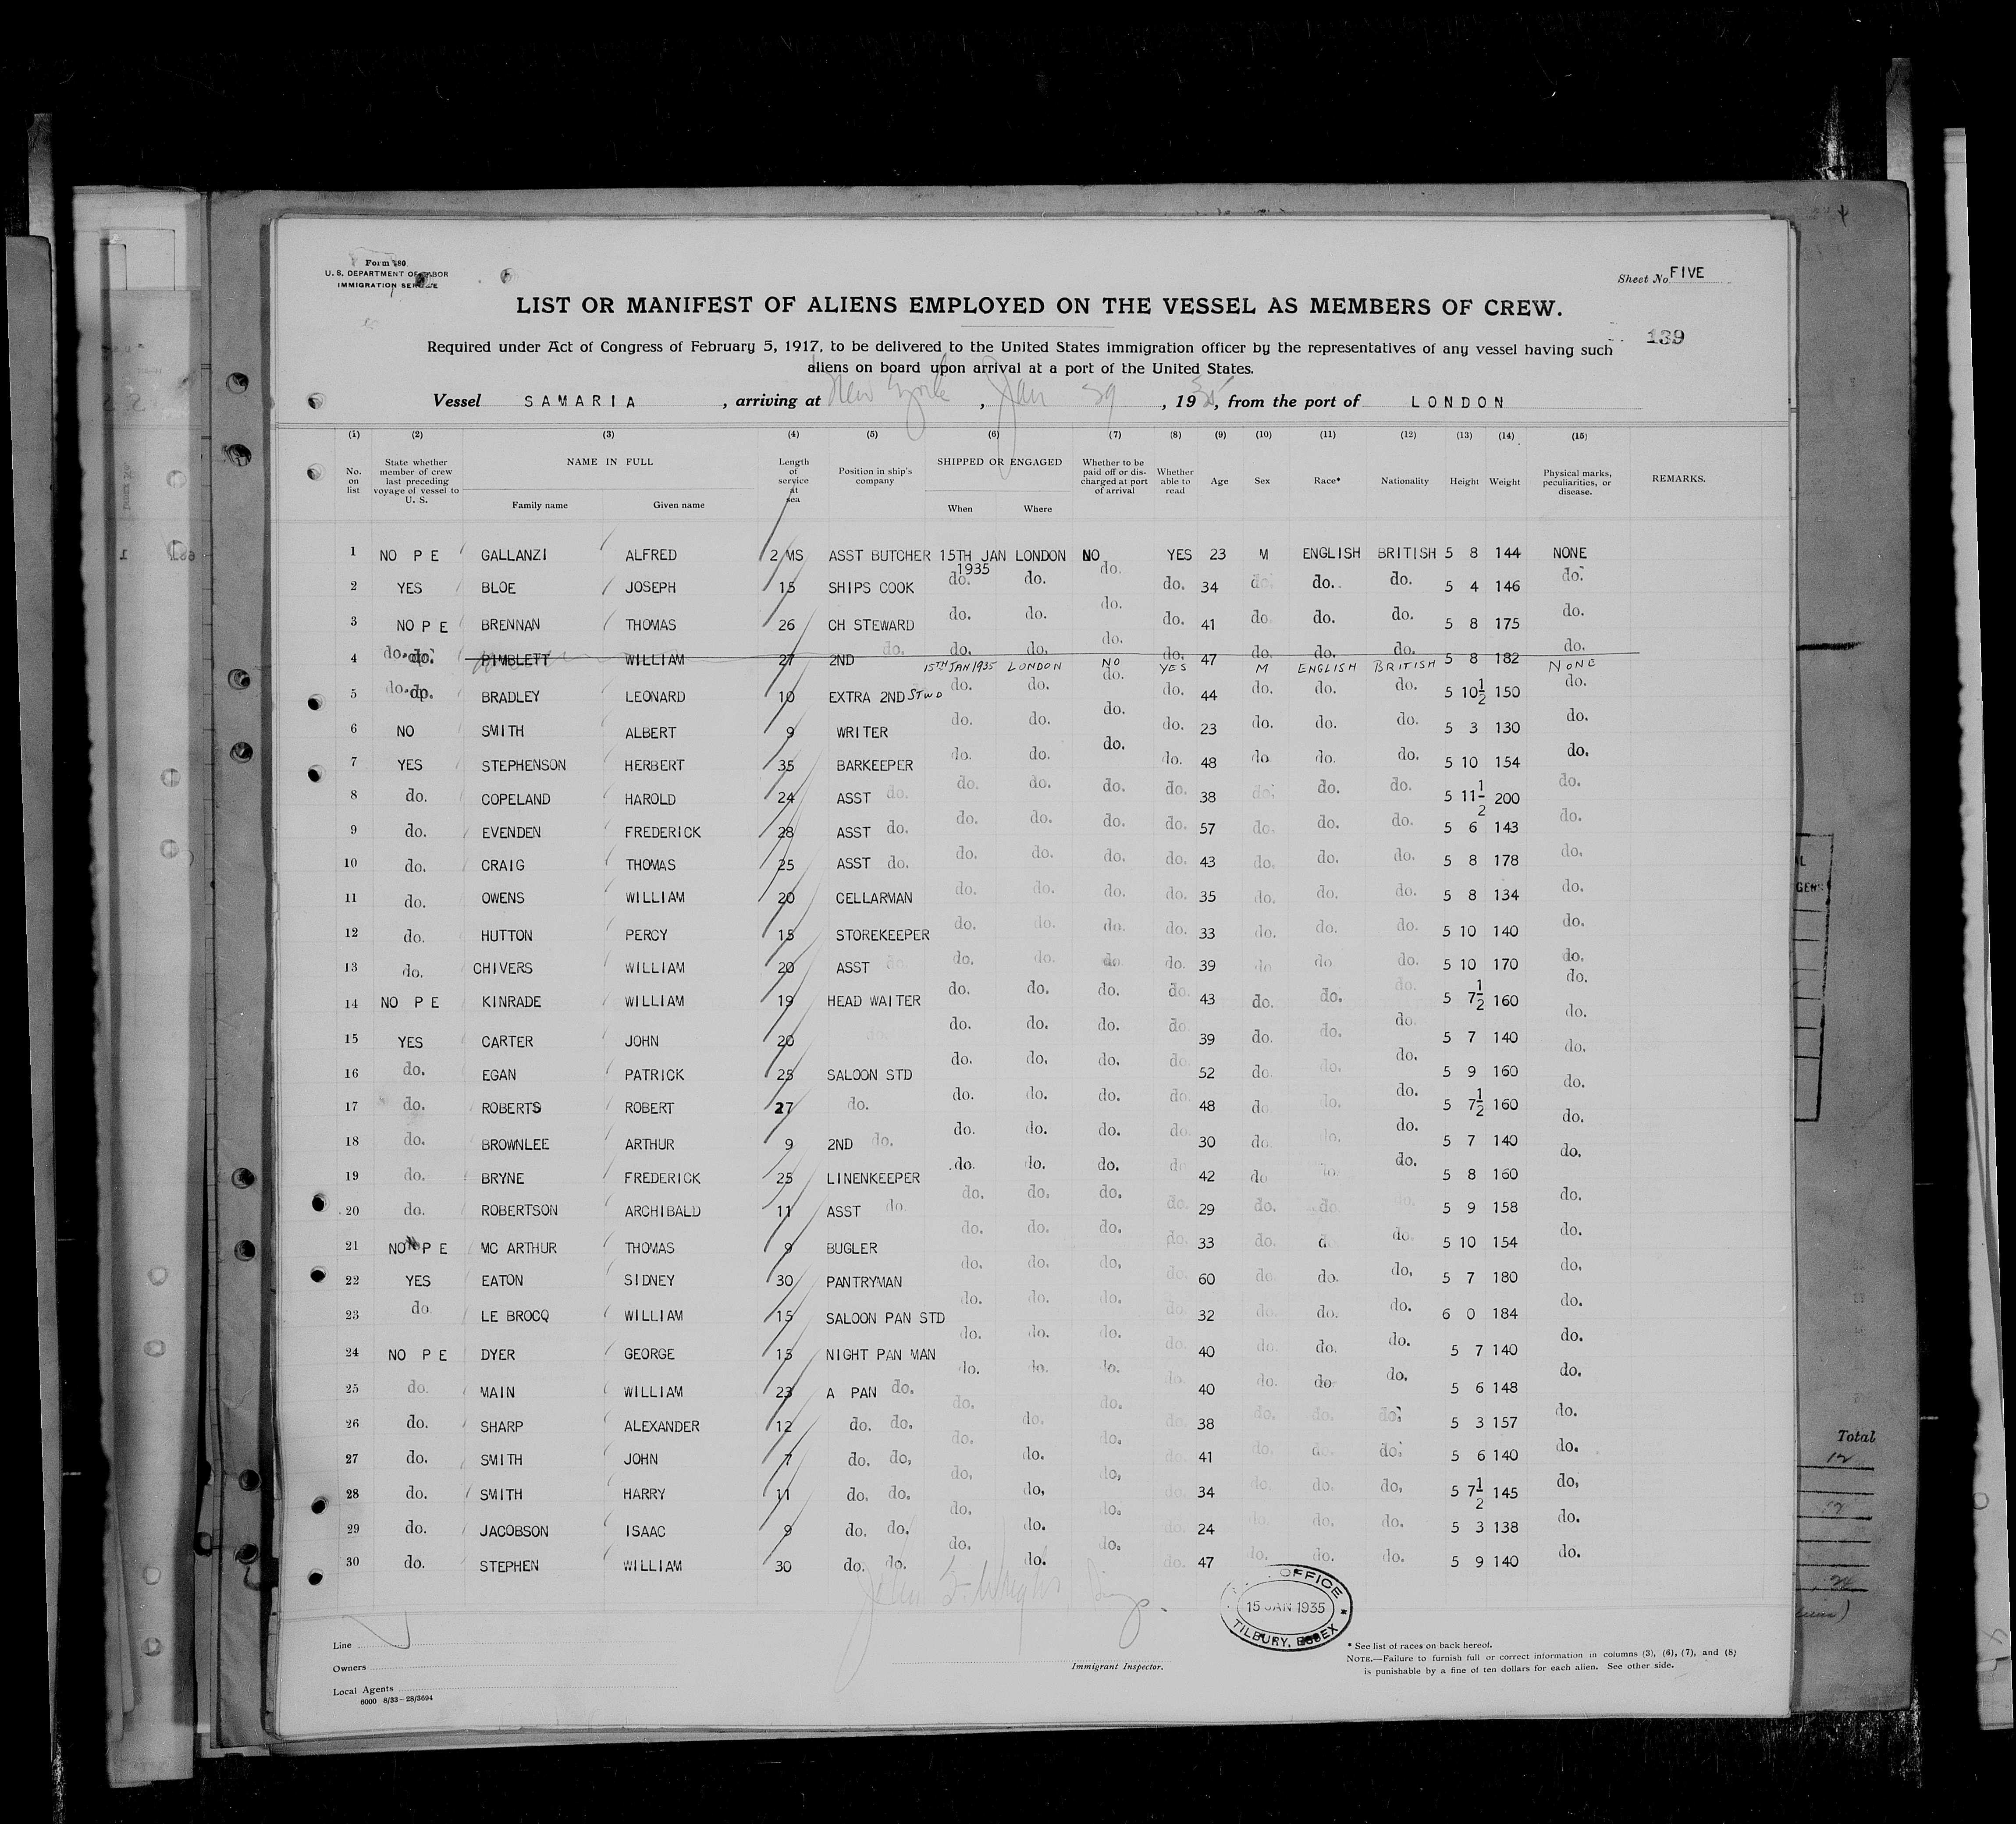 Form 680
U. S. DEPARTMENT OF LABOR
IMMIGRATION SERVICE
Sheet No. FIVE
LIST OR MANIFEST OF ALIENS EMPLOYED ON THE VESSEL AS MEMBERS OF CREW.
139
Required under Act of Congress of February 5, 1917, to be delivered to the United States immigration officer by the representatives of any vessel having such
aliens on board upon arrival at a port of the United States.
Vessel SAMARIA, arriving at New York, Jan 29, 1935, from the port of LONDON
(1) (2) (3) (4) (5) (6) (7) (8) (9) (10) (11) (12) (13) (14) (15)
No. on list
State whether member of crew last preceding voyage of vessel to U. S.
NAME IN FULL
Family name
Given name
Length of service at sea
Position in ship's company
SHIPPED OR ENGAGED
When
Where
Whether to be paid off or discharged at port of arrival
Whether able to read
Age
Sex
Race*
Nationality
Height
Weight
Physical marks, peculiarities, or disease.
REMARKS.
1 NO P E GALLANZI ALFRED 2 MS ASST BUTCHER 15TH JAN 1935 LONDON NO YES 23 M ENGLISH BRITISH 5 8 144 NONE
2 YES BLOE JOSEPH 15 SHIPS COOK do. do. do. do. 34 do. do. do. 5 4 146 do.
3 NO P E BRENNAN THOMAS 26 CH STEWARD do. do. do. do. 41 do. do. do. 5 8 175 do.
4 do. do. PIMBLETT WILLIAM 27 2ND do. do. do. do. do. 47 do. do. do. 5 8 182 do.
15TH JAN 1935 LONDON NO YES M ENGLISH BRITISH NONE
5 do. do. BRADLEY LEONARD 10 EXTRA 2ND STWD do. do. do. do. 44 do. do. do. 5 10 1/2 150 do.
6 NO SMITH ALBERT 9 WRITER do. do. do. do. 23 do. do. do. 5 3 130 do.
7 YES STEPHENSON HERBERT 35 BARKEEPER do. do. do. do. 48 do. do. do. 5 10 154 do.
8 do. COPELAND HAROLD 24 ASST do. do. do. do. do. 38 do. do. do. 5 11 1/2 200 do.
9 do. EVENDEN FREDERICK 28 ASST do. do. do. do. do. 57 do. do. do. 5 6 143 do.
10 do. CRAIG THOMAS 25 ASST do. do. do. do. do. 43 do. do. do. 5 8 178 do.
11 do. OWENS WILLIAM 20 CELLARMAN do. do. do. do. 35 do. do. do. 5 8 134 do.
12 do. HUTTON PERCY 15 STOREKEEPER do. do. do. do. 33 do. do. do. 5 10 140 do.
13 do. CHIVERS WILLIAM 20 ASST do. do. do. do. do. 39 do. do. do. 5 10 170 do.
14 NO P E KINRADE WILLIAM 19 HEAD WAITER do. do. do. do. 43 do. do. do. 5 7 1/2 160 do.
15 YES CARTER JOHN 20 do. do. do. do. do. 39 do. do. do. 5 7 140 do.
16 do. EGAN PATRICK 25 SALOON STD do. do. do. do. 52 do. do. do. 5 9 160 do.
17 do. ROBERTS ROBERT 27 do. do. do. do. do. 48 do. do. do. 5 7 1/2 160 do.
18 do. BROWNLEE ARTHUR 9 2ND do. do. do. do. do. 30 do. do. do. 5 7 140 do.
19 do. BRYNE FREDERICK 25 LINENKEEPER do. do. do. do. 42 do. do. do. 5 8 160 do.
20 do. ROBERTSON ARCHIBALD 11 ASST do. do. do. do. do. 29 do. do. do. 5 9 158 do.
21 NO P E MC ARTHUR THOMAS 9 BUGLER do. do. do. do. 33 do. do. do. 5 10 154 do.
22 YES EATON SIDNEY 30 PANTRYMAN do. do. do. do. 60 do. do. do. 5 7 180 do.
23 do. LE BROCQ WILLIAM 15 SALOON PAN STD do. do. do. do. 32 do. do. do. 6 0 184 do.
24 NO P E DYER GEORGE 15 NIGHT PAN MAN do. do. do. do. 40 do. do. do. 5 7 140 do.
25 do. MAIN WILLIAM 23 A PAN do. do. do. do. do. 40 do. do. do. 5 6 148 do.
26 do. SHARP ALEXANDER 12 do. do. do. do. do. do. 38 do. do. do. 5 3 157 do.
27 do. SMITH JOHN 7 do. do. do. do. do. do. 41 do. do. do. 5 6 140 do.
28 do. SMITH HARRY 11 do. do. do. do. do. do. 34 do. do. do. 5 7 1/2 145 do.
29 do. JACOBSON ISAAC 9 do. do. do. do. do. do. 24 do. do. do. 5 3 138 do.
30 do. STEPHEN WILLIAM 30 do. do. do. do. do. do. 47 do. do. do. 5 9 140 do.
OFFICE
15 JAN 1935
TILBURY, ESSEX
Line
Owners
Local Agents
6000 8/33-28/3694
Immigrant Inspector.
* See list of races on back hereof.
NOTE.—Failure to furnish full or correct information in columns (3), (6), (7), and (8)
is punishable by a fine of ten dollars for each alien. See other side.
Total
12